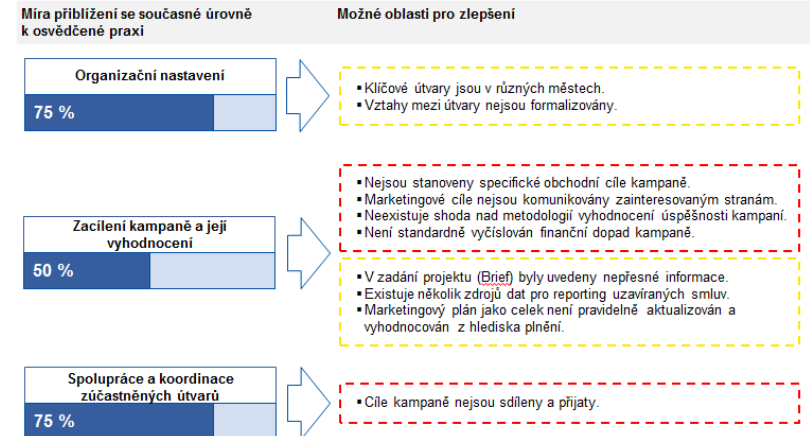 Míra přiblížení se současné úrovně
k osvědčené praxi
Možné oblasti pro zlepšení
Organizační nastavení
75 %
▪ Klíčové útvary jsou v různých městech.
▪ Vztahy mezi útvary nejsou formalizovány.
Zacílení kampaně a její
vyhodnocení
50 %
▪ Nejsou stanoveny specifické obchodní cíle kampaně.
▪ Marketingové cíle nejsou komunikovány zainteresovaným stranám.
▪ Neexistuje shoda nad metodologií vyhodnocení úspěšnosti kampaní.
▪ Není standardně vyčíslován finanční dopad kampaně.
▪ V zadání projektu (Brief) byly uvedeny nepřesné informace.
▪ Existuje několik zdrojů dat pro reporting uzavíraných smluv.
▪ Marketingový plán jako celek není pravidelně aktualizován a
vyhodnocován z hlediska plnění.
Spolupráce a koordinace
zúčastněných útvarů
75 %
▪ Cíle kampaně nejsou sdíleny a přijaty.